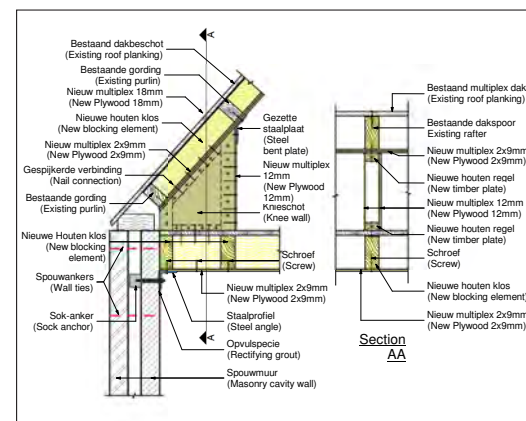 A
Bestaand dakbeschot
(Existing roof planking)
Bestaande gording
(Existing purlin)
Nieuw multiplex 18mm
(New Plywood 18mm)
Nieuw houten klos
(New blocking element)
Nieuw multiplex 2x9mm
(New Plywood 2x9mm)
Gespijkerde verbinding
(Nail connection)
Bestaande gording
(Existing purlin)
Nieuwe Houten klos
(New blocking
element)
Spouwankers
(Wall ties)
Sok-anker
(Sock anchor)
Gezette
staalplaat
(Steel
bent plate)
Nieuw multiplex
12mm
(New Plywood
12mm)
Knieschot
(Knee wall)
Schroef
(Screw)
Nieuw multiplex 2x9mm
(New Plywood 2x9mm)
Staalprofiel
(Steel angle)
Opvulspecie
(Rectifying grout)
Spouwmuur
(Masonry cavity wall)
A
Bestaand multiplex dak
(Existing roof planking)
Bestaande dakspoor
Existing rafter
Nieuw multiplex 2x9mm
(New Plywood 2x9mm)
Nieuw houten regel
(New timber plate)
Nieuw multiplex 12mm
(New Plywood 12mm)
Nieuw houten regel
(New timber plate)
Schroef
(Screw)
Nieuw houten klos
(New blocking element)
Nieuw multiplex 2x9mm
(New Plywood 2x9mm)
Section
AA